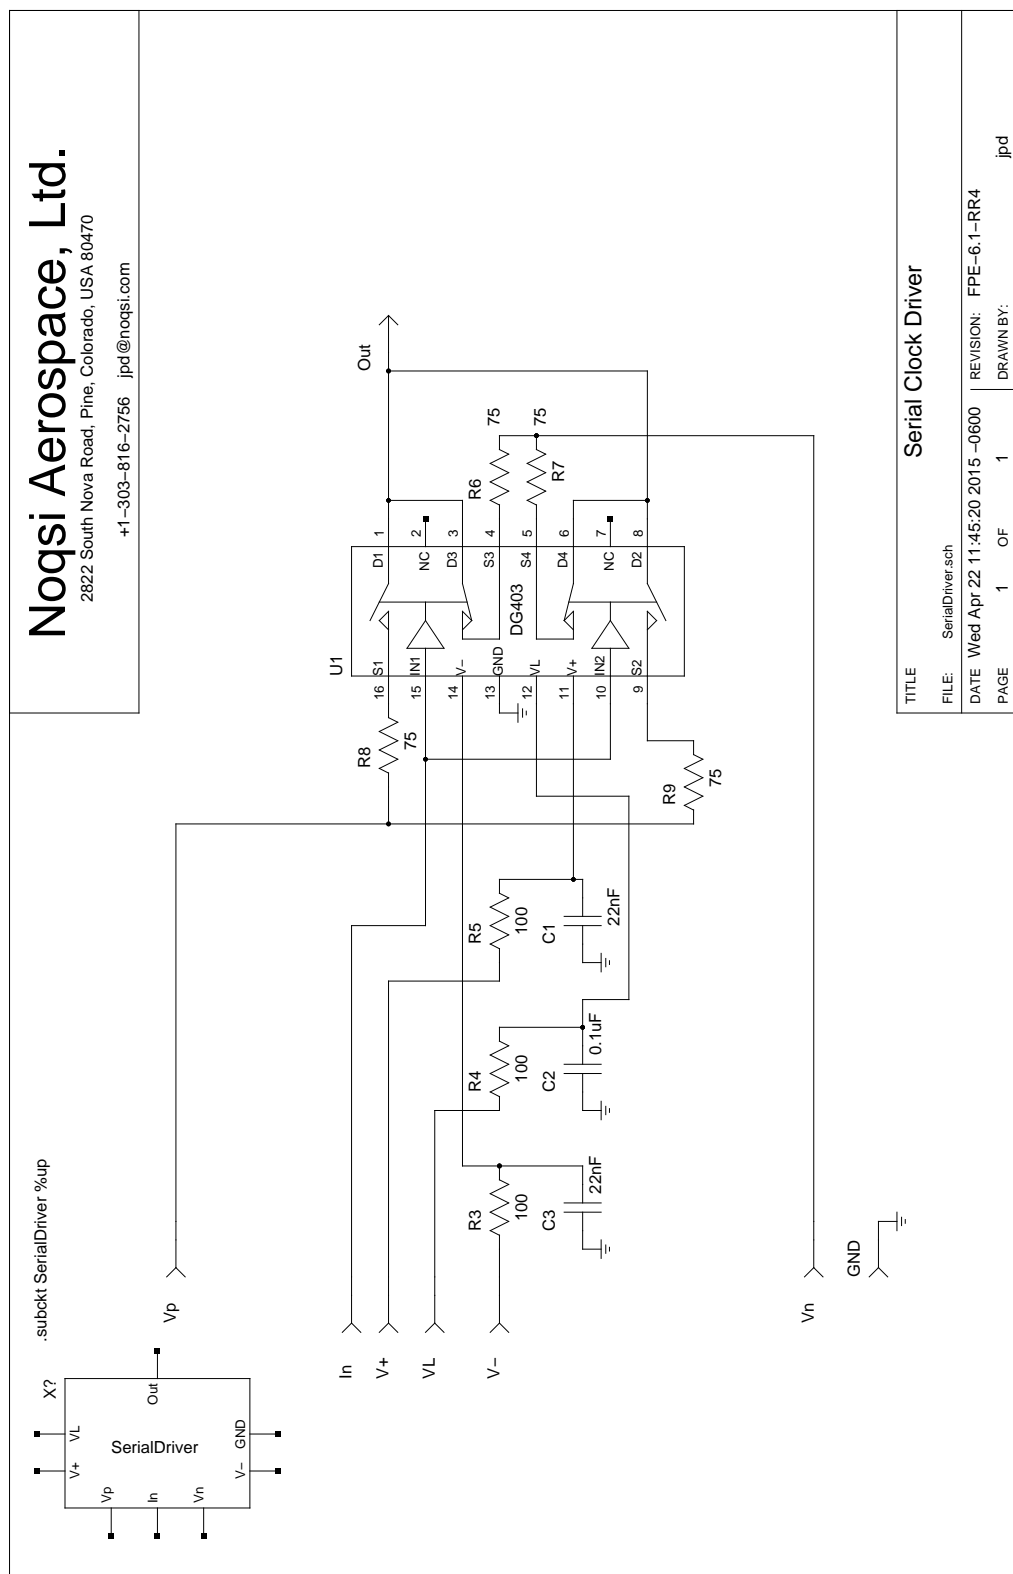 Noqsi Aerospace, Ltd.
2822 South Nova Road, Pine, Colorado, USA 80470
+1−303−816−2756 jpd@noqsi.com
.subckt SerialDriver %up
X?
VL
V+
SerialDriver
Out
Vp
In
Vn
V−
GND
Vp
In
V+
VL
V−
Vn
GND
R3
100
C3
22nF
R4
100
C2
0.1uF
R5
100
C1
22nF
R8
75
R9
75
U1
DG403
16 S1
15 IN1
14 V−
13 GND
12 VL
11 V+
10 IN2
9 S2
D1 1
NC 2
D3 3
S3 4
S4 5
D4 6
NC 7
D2 8
R6
75
R7
75
Out
TITLE
Serial Clock Driver
FILE: SerialDriver.sch
DATE Wed Apr 22 11:45:20 2015 −0600
REVISION: FPE−6.1−RR4
PAGE 1 OF 1
DRAWN BY: jpd